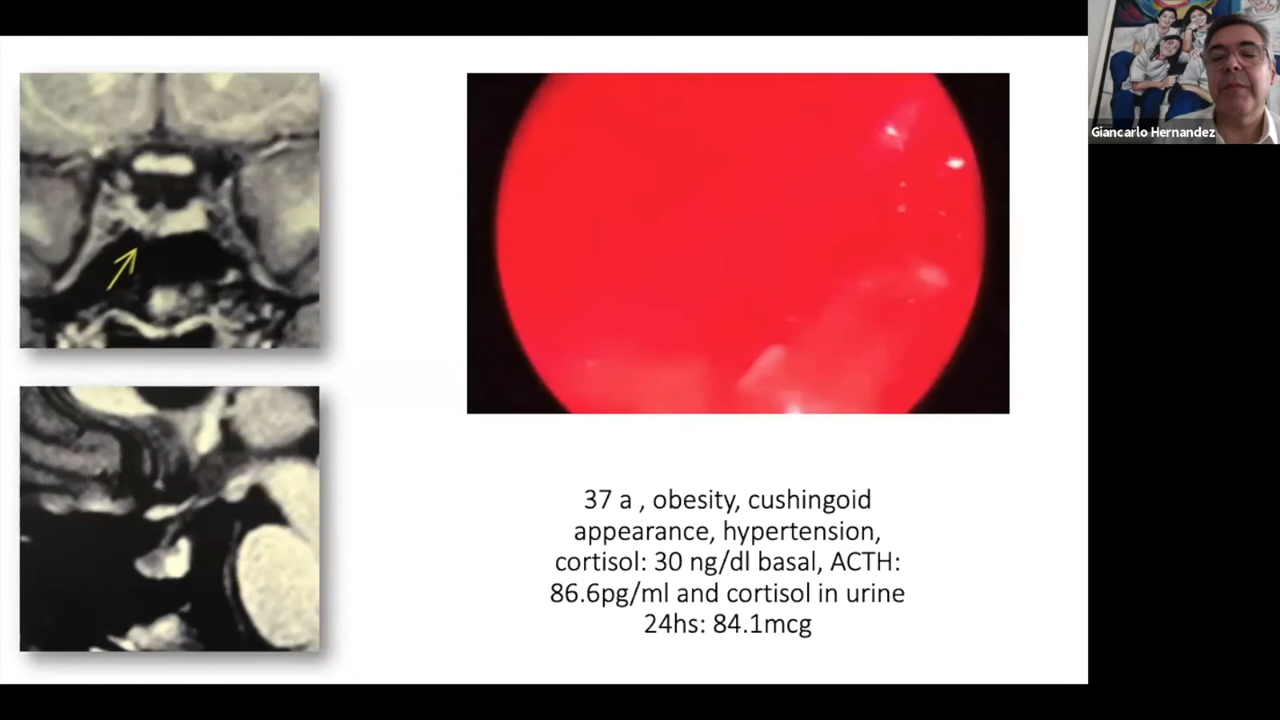 Giancarlo Hernandez
37 a , obesity, cushingoid
appearance, hypertension,
cortisol: 30 ng/dl basal, ACTH:
86.6pg/ml and cortisol in urine
24hs: 84.1mcg